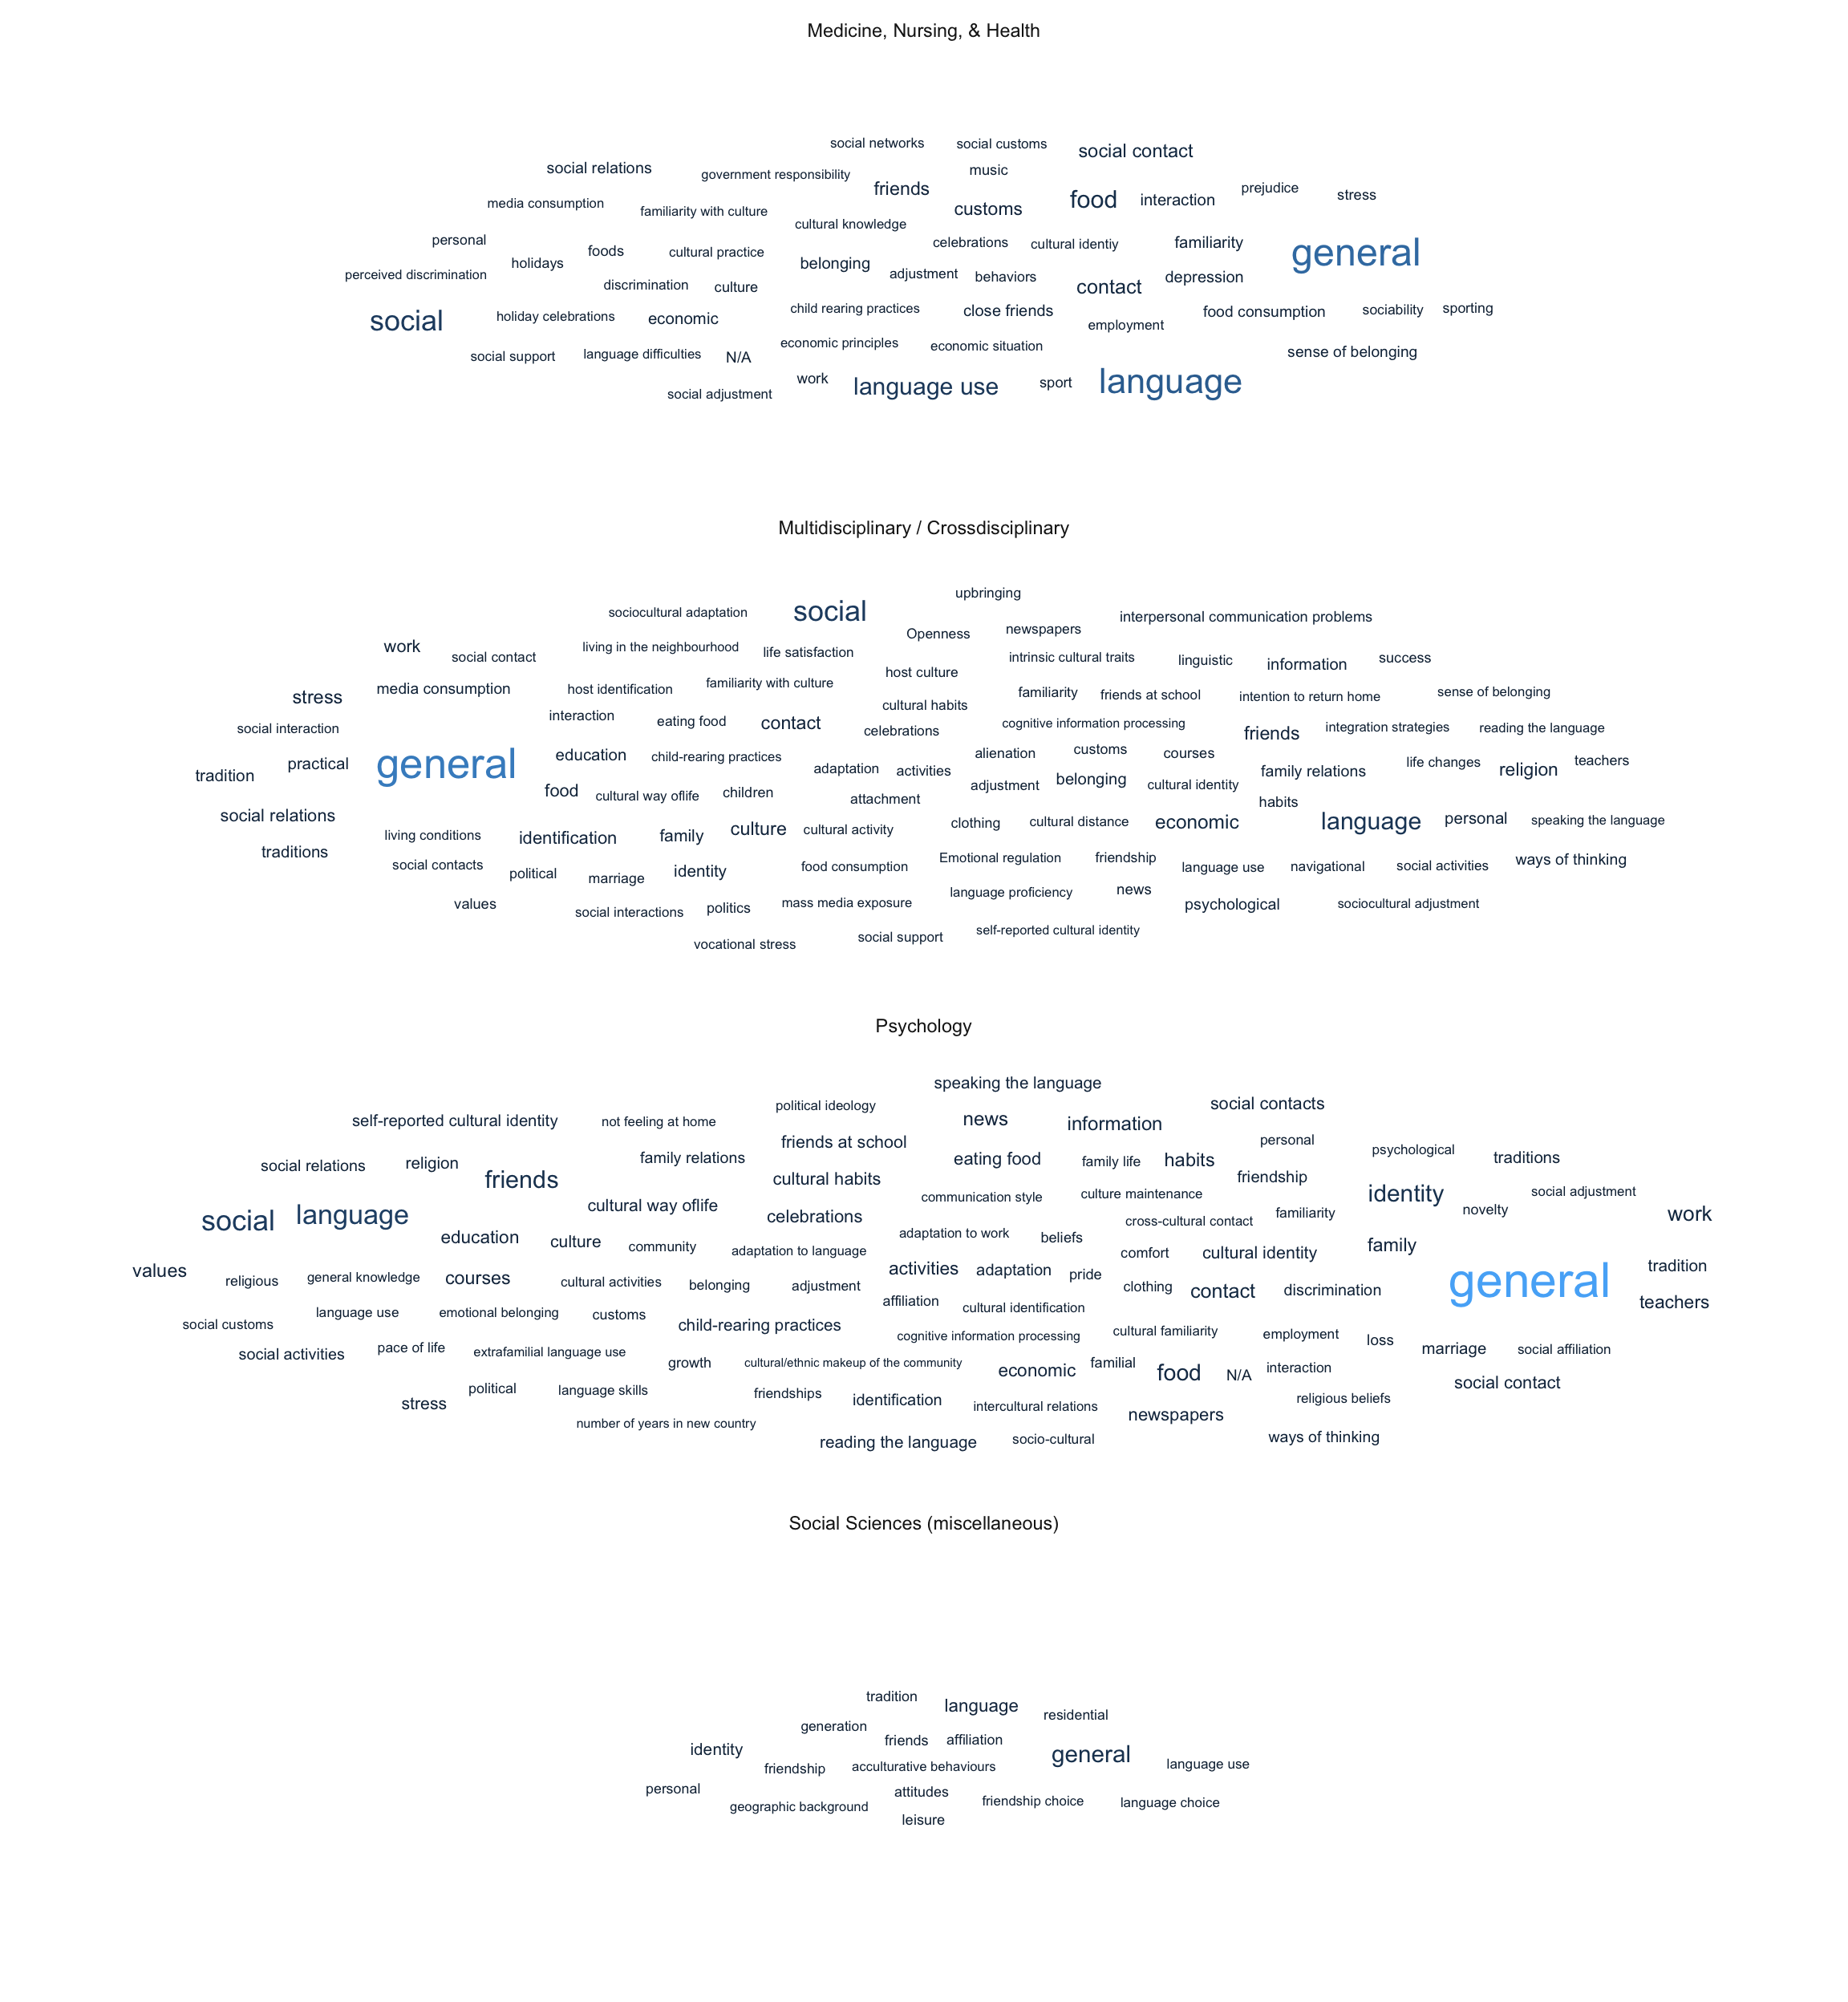 Medicine, Nursing, & Health
social networks social customs social contact
social relations government responsibility music
friends food interaction prejudice stress
media consumption familiarity with culture customs
cultural knowledge
personal foods cultural practice celebrations cultural identiy familiarity general
perceived discrimination holidays belonging adjustment behaviors depression
discrimination culture contact
social holiday celebrations economic child rearing practices close friends food consumption sociability sporting
employment
social support language difficulties N/A economic principles economic situation sense of belonging
social adjustment work language use sport language
Multidisciplinary / Crossdisciplinary
upbringing
sociocultural adaptation social interpersonal communication problems
Openness newspapers
work social contact living in the neighbourhood life satisfaction intrinsic cultural traits linguistic information success
host culture
stress media consumption host identification familiarity with culture familiarity friends at school intention to return home sense of belonging
cultural habits
social interaction interaction eating food contact celebrations cognitive information processing friends integration strategies reading the language
tradition practical general education child-rearing practices adaptation activities alienation customs courses family relations life changes religion teachers
food cultural way oflife children attachment adjustment belonging cultural identity habits
social relations living conditions identification family culture cultural activity clothing cultural distance economic language personal speaking the language
traditions social contacts political marriage identity food consumption Emotional regulation friendship language use navigational social activities ways of thinking
values social interactions politics mass media exposure language proficiency news psychological sociocultural adjustment
vocational stress social support self-reported cultural identity
Psychology
speaking the language
self-reported cultural identity not feeling at home political ideology news information social contacts
friends at school personal psychological
social relations religion friends family relations cultural habits eating food family life habits friendship traditions
social language cultural way oflife celebrations communication style culture maintenance cross-cultural contact familiarity identity novelty social adjustment work
education culture community adaptation to language adaptation to work beliefs comfort cultural identity family
values religious general knowledge courses cultural activities belonging adjustment activities adaptation pride clothing contact discrimination general tradition
social customs language use emotional belonging customs child-rearing practices affiliation cultural identification cultural familiarity employment loss teachers
social activities pace of life extrafamilial language use growth cultural/ethnic makeup of the community cognitive information processing economic familial food N/A interaction marriage social affiliation
stress political language skills friendships identification intercultural relations newspapers religious beliefs social contact
number of years in new country reading the language socio-cultural ways of thinking
Social Sciences (miscellaneous)
tradition language residential
generation
identity friends affiliation general
friendship acculturative behaviours language use
personal geographic background attitudes friendship choice language choice
leisure